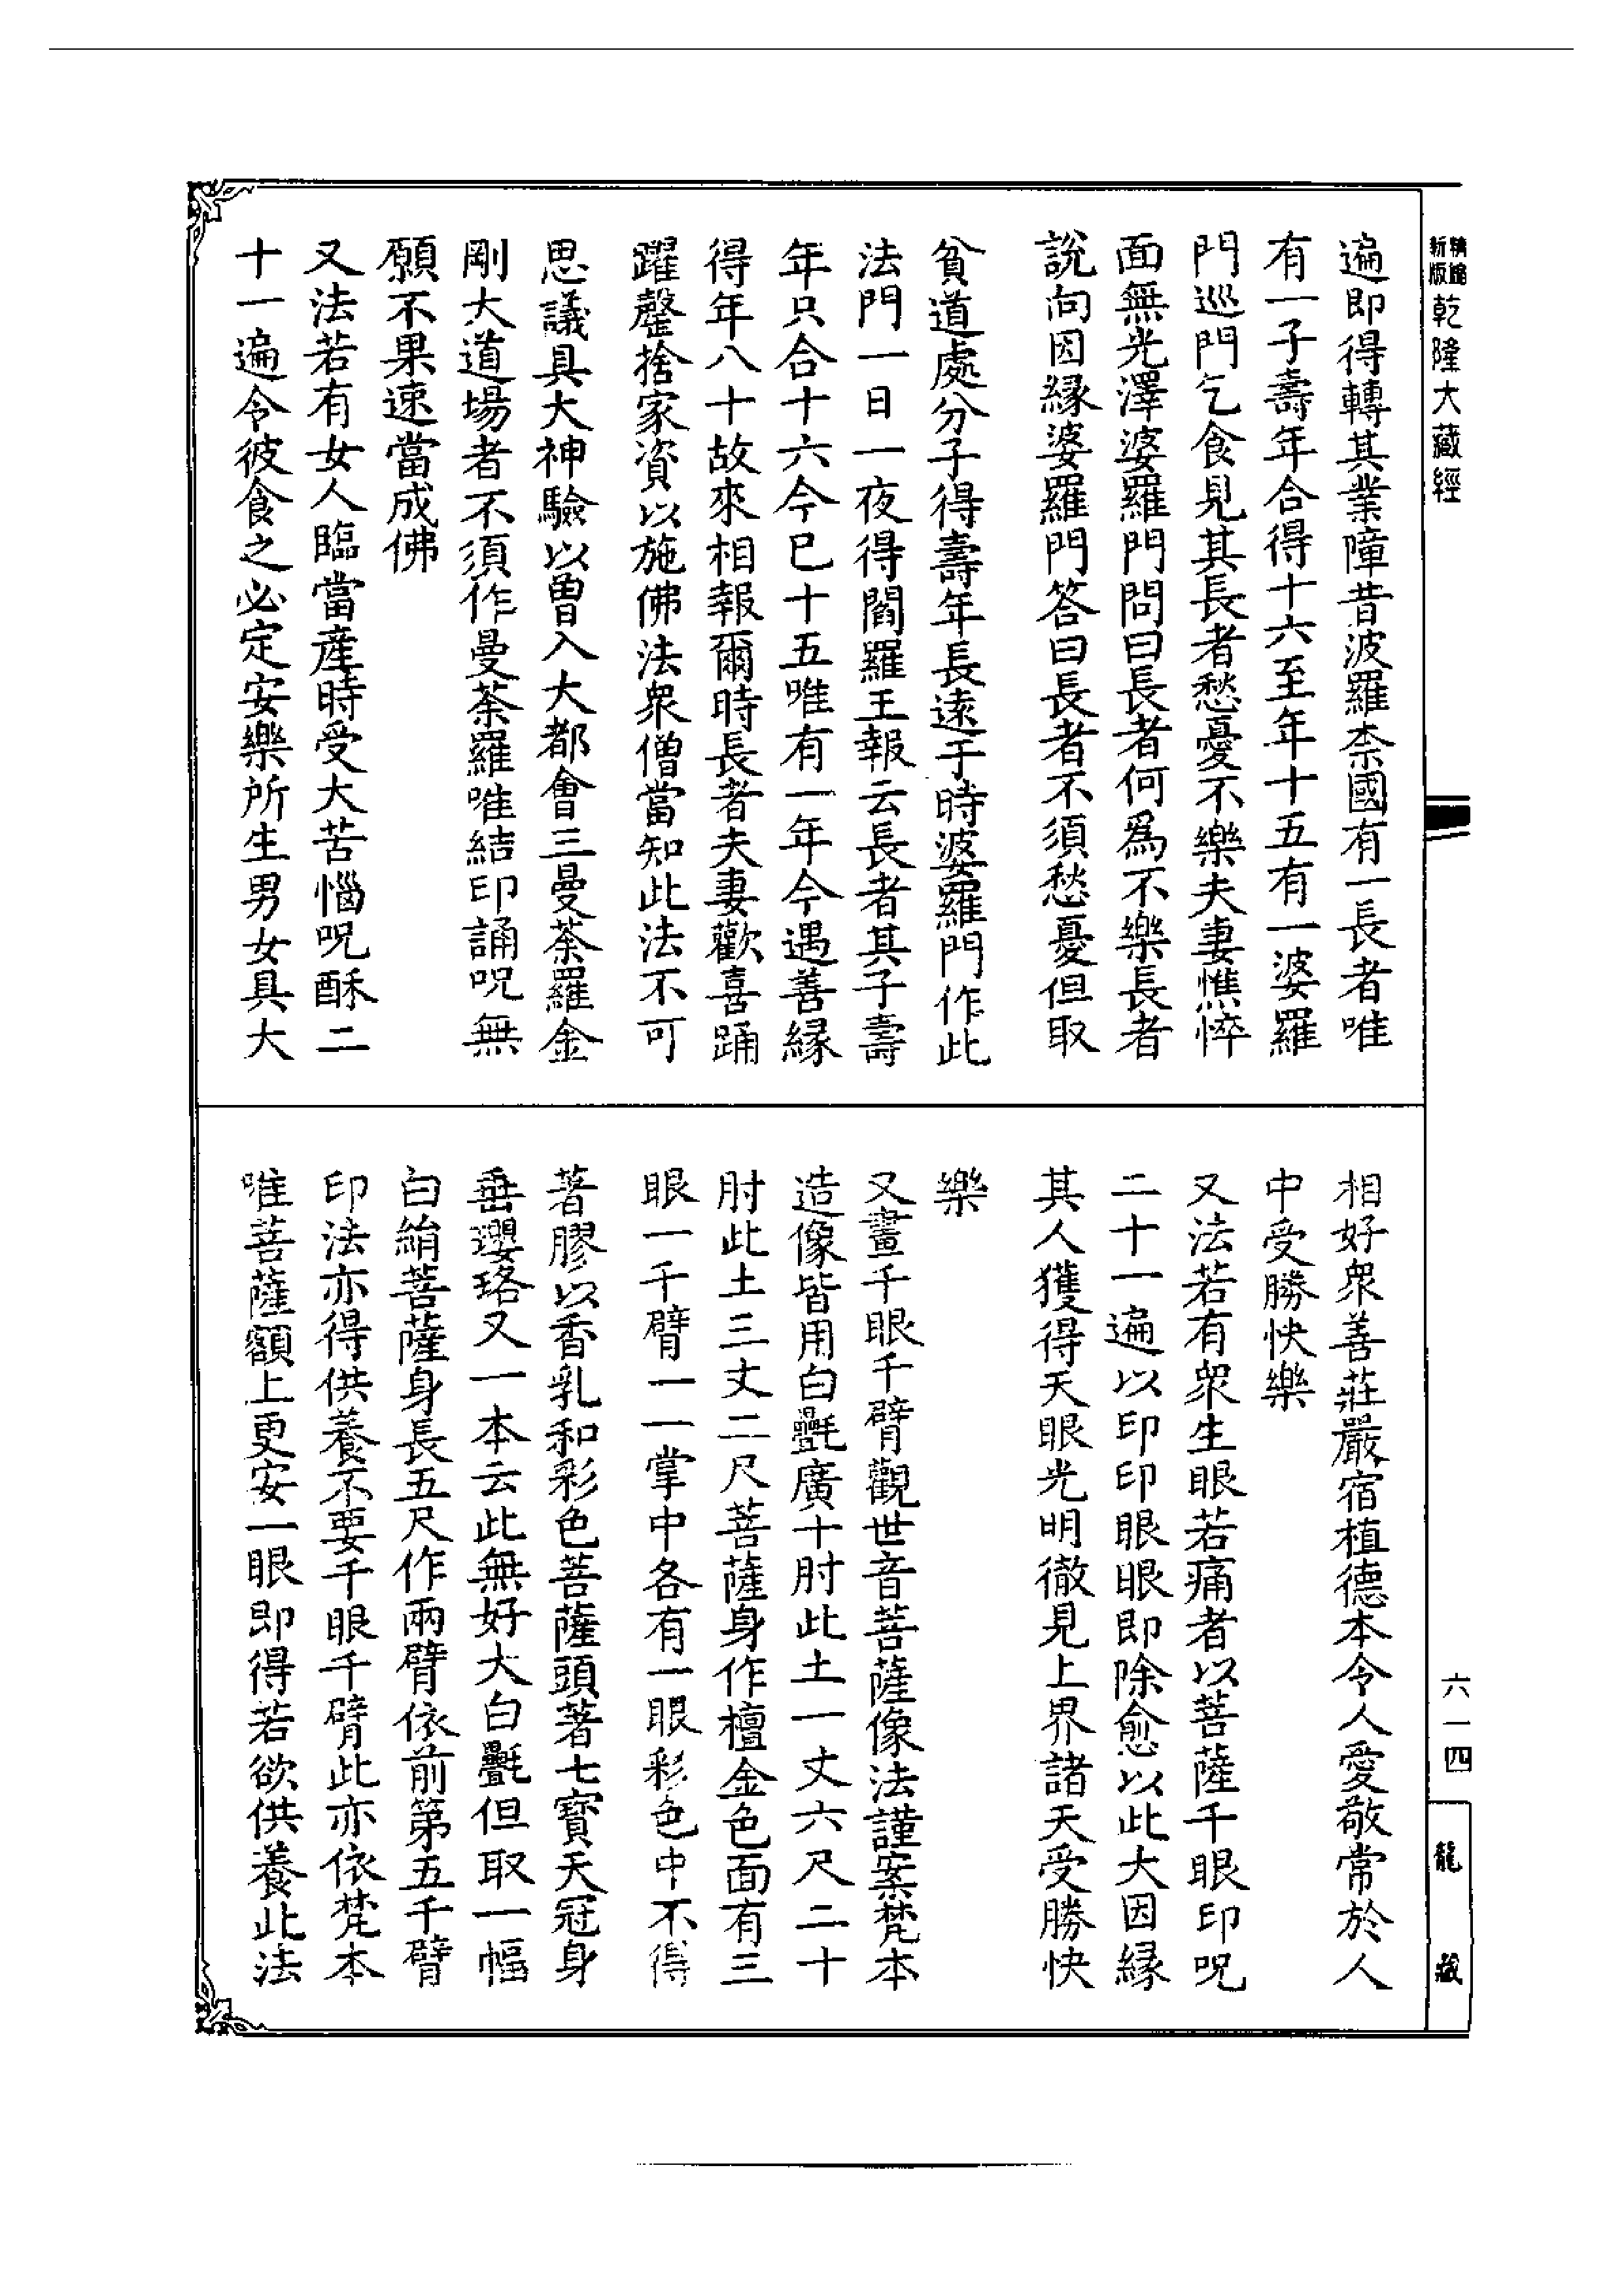 精縮
新版
乾隆大藏經
遍即得轉其業障昔波羅柰國有一長者唯
有一子壽年合得十六至年十五有一婆羅
門巡門乞食見其長者愁憂不樂夫妻憔悴
面無光澤婆羅門問曰長者何爲不樂長者
說向因緣婆羅門答曰長者不須愁憂但取
貧道處分子得壽年長遠于時婆羅門作此
法門一日一夜得閻羅王報云長者其子壽
年只合十六今已十五唯有一年今遇善緣
得年八十故來相報爾時長者夫妻歡喜踊
躍罄捨家資以施佛法眾僧當知此法不可
思議具大神驗以曾入大都會三曼荼羅金
剛大道場者不須作曼荼羅唯結印誦呪無
願不果速當成佛
又法若有女人臨當產時受大苦惱呪酥二
十一遍令彼食之必定安樂所生男女具大
相好眾善莊嚴宿植德本令人愛敬常於人
中受勝快樂
又法若有眾生眼若痛者以菩薩千眼印呪
二十一遍以印印眼眼即除愈以此大因緣
其人獲得天眼光明徹見上界諸天受勝快
樂
又畫千眼千臂觀世音菩薩像法謹案梵本
造像皆用白㲲廣十肘此土一丈六尺二十
肘此土三丈二尺菩薩身作檀金色面有三
眼一千臂一一掌中各有一眼彩色中不得
著膠以香乳和彩色菩薩頭著七寶天冠身
垂瓔珞又一本云此無好大白㲲但取一幅
白絹菩薩身長五尺作兩臂依前第五千臂
印法亦得供養不要千眼千臂此亦依梵本
唯菩薩額上更安一眼即得若欲供養此法
六一四
龍藏